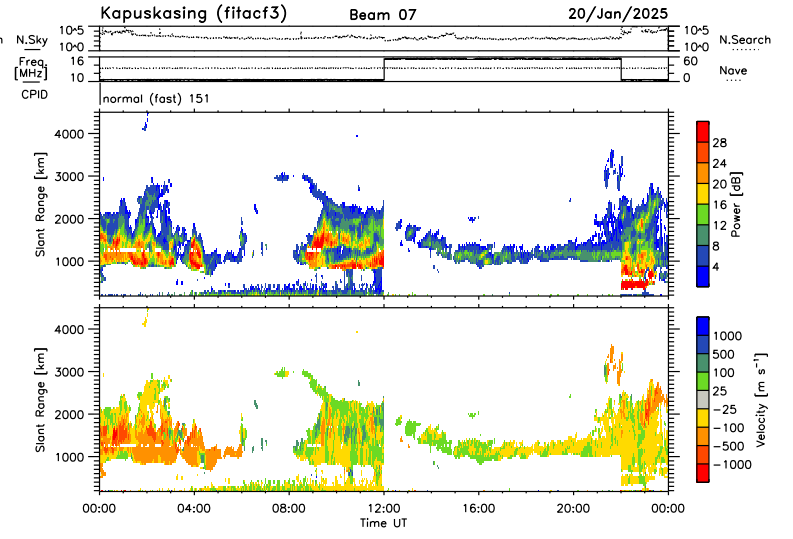 Kapuskasing (fitacf3) Beam 07 20/Jan/2025
n N.Sky 10^5 10^0 10^5 10^0 N.Search
Freq. [MHz] 16 10 60 0 Nave
CPID normal (fast) 151
Slant Range [km]
4000
3000
2000
1000
Power [dB]
28
24
20
16
12
8
4
Slant Range [km]
4000
3000
2000
1000
Velocity [m s⁻¹]
1000
500
100
25
-25
-100
-500
-1000
00:00 04:00 08:00 12:00 16:00 20:00 00:00
Time UT